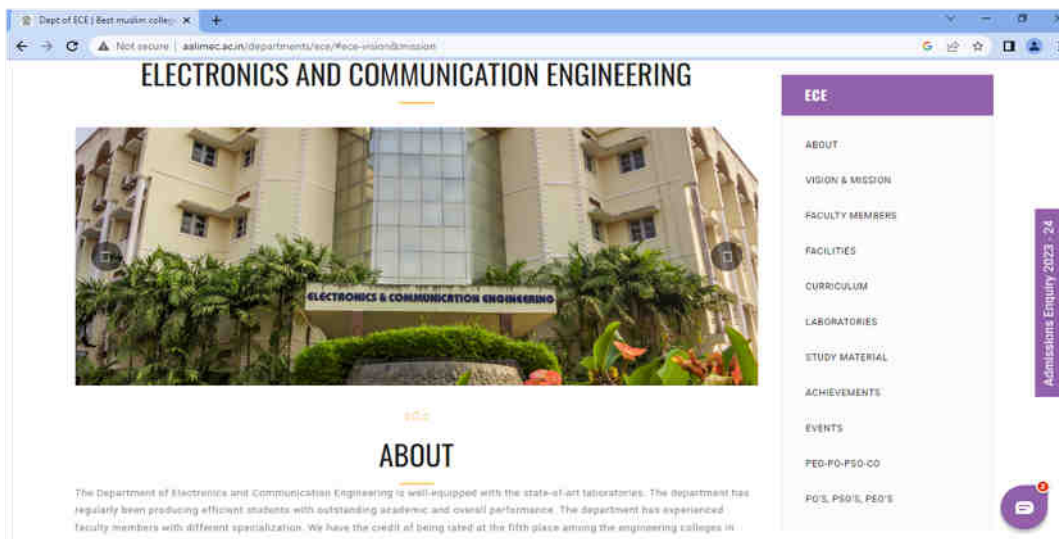 Dept of ECE | Best muslim colleg
Not secure | aalimec.ac.in/departments/ece/#ece-vision&mission
ELECTRONICS AND COMMUNICATION ENGINEERING
ELECTRONICS & COMMUNICATION ENGINEERING
ABOUT
The Department of Electronics and Communication Engineering is well-equipped with the state-of-art laboratories. The department has
regularly been producing efficient students with outstanding academic and overall performance. The department has experienced
faculty members with different specialization. We have the credit of being rated at the fifth place among the engineering colleges in
ECE
ABOUT
VISION & MISSION
FACULTY MEMBERS
FACILITIES
CURRICULUM
LABORATORIES
STUDY MATERIAL
ACHIEVEMENTS
EVENTS
PEO-PO-PSO-CO
PO'S, PSO'S, PEO'S
Admissions Enquiry 2023 - 24